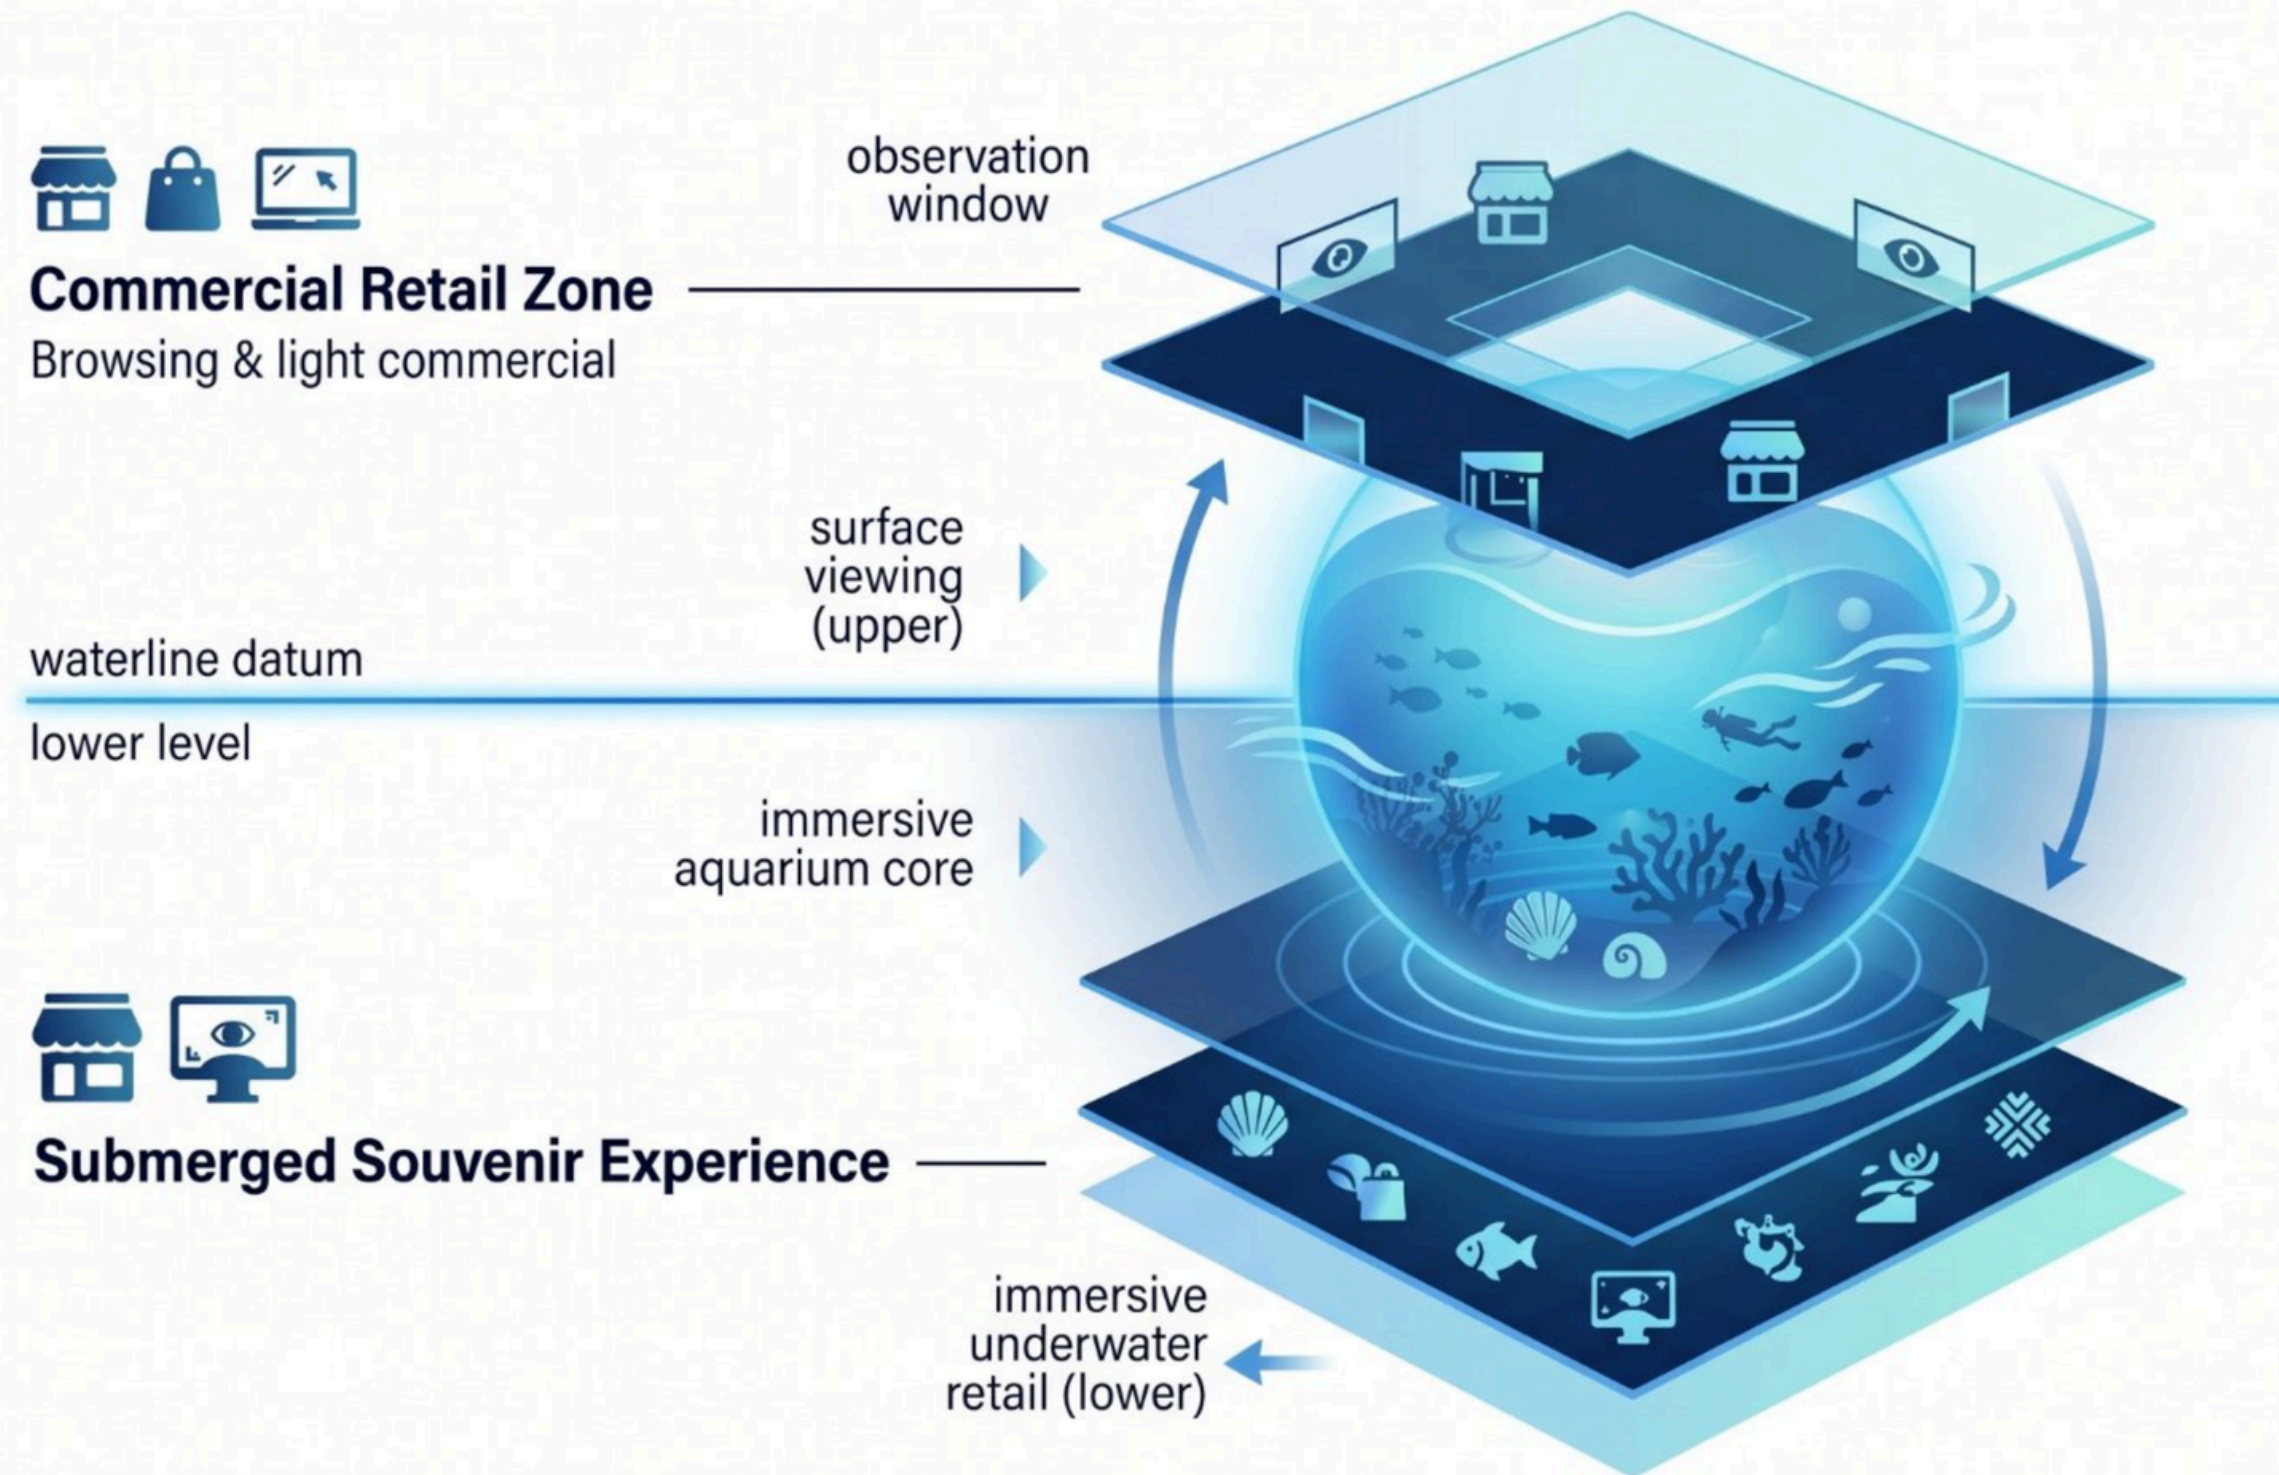 observation
window
Commercial Retail Zone
Browsing & light commercial
surface
viewing
(upper)
waterline datum
lower level
immersive
aquarium core
Submerged Souvenir Experience
immersive
underwater
retail (lower)